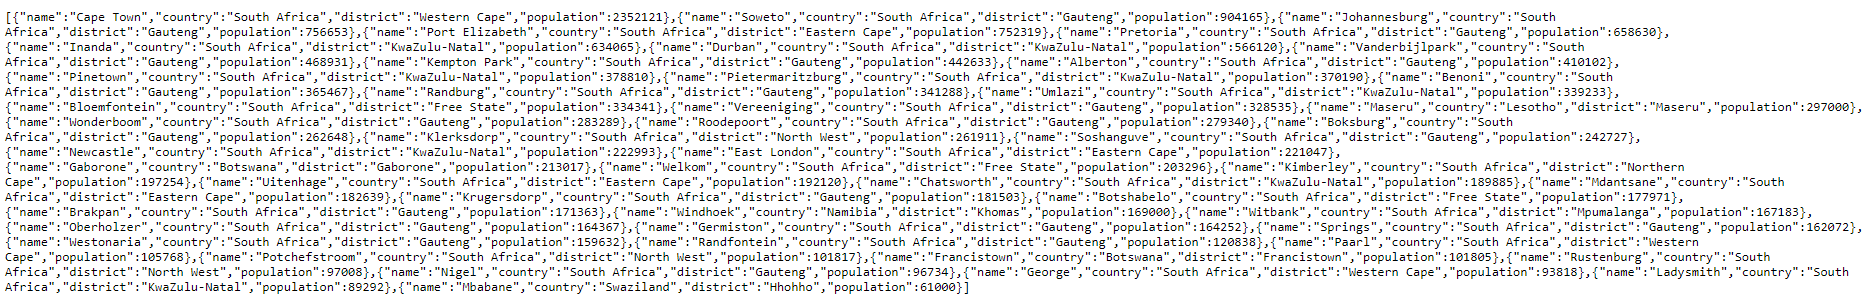 [{"name":"Cape Town","country":"South Africa","district":"Western Cape","population":2352121},{"name":"Soweto","country":"South Africa","district":"Gauteng","population":904165},{"name":"Johannesburg","country":"South
Africa","district":"Gauteng","population":756653},{"name":"Port Elizabeth","country":"South Africa","district":"Eastern Cape","population":752319},{"name":"Pretoria","country":"South Africa","district":"Gauteng","population":658630},
{"name":"Inanda","country":"South Africa","district":"KwaZulu-Natal","population":634065},{"name":"Durban","country":"South Africa","district":"KwaZulu-Natal","population":566120},{"name":"Vanderbijlpark","country":"South
Africa","district":"Gauteng","population":468931},{"name":"Kempton Park","country":"South Africa","district":"Gauteng","population":442633},{"name":"Alberton","country":"South Africa","district":"Gauteng","population":410102},
{"name":"Pinetown","country":"South Africa","district":"KwaZulu-Natal","population":378810},{"name":"Pietermaritzburg","country":"South Africa","district":"KwaZulu-Natal","population":370190},{"name":"Benoni","country":"South
Africa","district":"Gauteng","population":365467},{"name":"Randburg","country":"South Africa","district":"Gauteng","population":341288},{"name":"Umlazi","country":"South Africa","district":"KwaZulu-Natal","population":339233},
{"name":"Bloemfontein","country":"South Africa","district":"Free State","population":334341},{"name":"Vereeniging","country":"South Africa","district":"Gauteng","population":328535},{"name":"Maseru","country":"Lesotho","district":"Maseru","population":297000},
{"name":"Wonderboom","country":"South Africa","district":"Gauteng","population":283289},{"name":"Roodepoort","country":"South Africa","district":"Gauteng","population":279340},{"name":"Boksburg","country":"South
Africa","district":"Gauteng","population":262648},{"name":"Klerksdorp","country":"South Africa","district":"North West","population":261911},{"name":"Soshanguve","country":"South Africa","district":"Gauteng","population":242727},
{"name":"Newcastle","country":"South Africa","district":"KwaZulu-Natal","population":222993},{"name":"East London","country":"South Africa","district":"Eastern Cape","population":221047},
{"name":"Gaborone","country":"Botswana","district":"Gaborone","population":213017},{"name":"Welkom","country":"South Africa","district":"Free State","population":203296},{"name":"Kimberley","country":"South Africa","district":"Northern
Cape","population":197254},{"name":"Uitenhage","country":"South Africa","district":"Eastern Cape","population":192120},{"name":"Chatsworth","country":"South Africa","district":"KwaZulu-Natal","population":189885},{"name":"Mdantsane","country":"South
Africa","district":"Eastern Cape","population":182639},{"name":"Krugersdorp","country":"South Africa","district":"Gauteng","population":181503},{"name":"Botshabelo","country":"South Africa","district":"Free State","population":177971},
{"name":"Brakpan","country":"South Africa","district":"Gauteng","population":171363},{"name":"Windhoek","country":"Namibia","district":"Khomas","population":169000},{"name":"Witbank","country":"South Africa","district":"Mpumalanga","population":167183},
{"name":"Oberholzer","country":"South Africa","district":"Gauteng","population":164367},{"name":"Germiston","country":"South Africa","district":"Gauteng","population":164252},{"name":"Springs","country":"South Africa","district":"Gauteng","population":162072},
{"name":"Westonaria","country":"South Africa","district":"Gauteng","population":159632},{"name":"Randfontein","country":"South Africa","district":"Gauteng","population":120838},{"name":"Paarl","country":"South Africa","district":"Western
Cape","population":105768},{"name":"Potchefstroom","country":"South Africa","district":"North West","population":101817},{"name":"Francistown","country":"Botswana","district":"Francistown","population":101805},{"name":"Rustenburg","country":"South
Africa","district":"North West","population":97008},{"name":"Nigel","country":"South Africa","district":"Gauteng","population":96734},{"name":"George","country":"South Africa","district":"Western Cape","population":93818},{"name":"Ladysmith","country":"South
Africa","district":"KwaZulu-Natal","population":89292},{"name":"Mbabane","country":"Swaziland","district":"Hhohho","population":61000}]